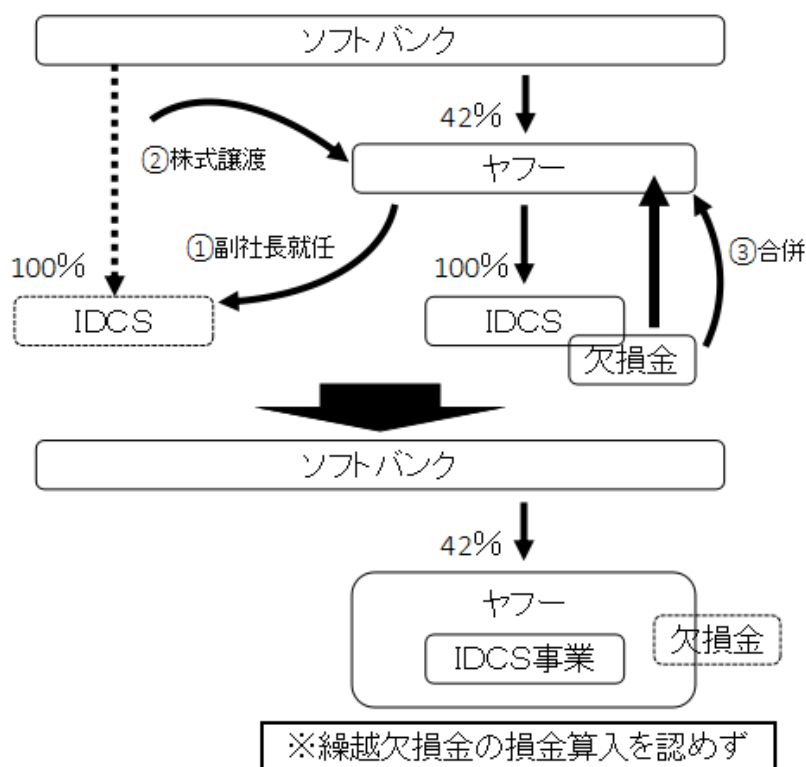 ソフトバンク
42%
②株式譲渡
ヤフー
①副社長就任
③合併
100%
100%
IDCS
IDCS
欠損金
ソフトバンク
42%
ヤフー
欠損金
IDCS事業
※繰越欠損金の損金算入を認めず